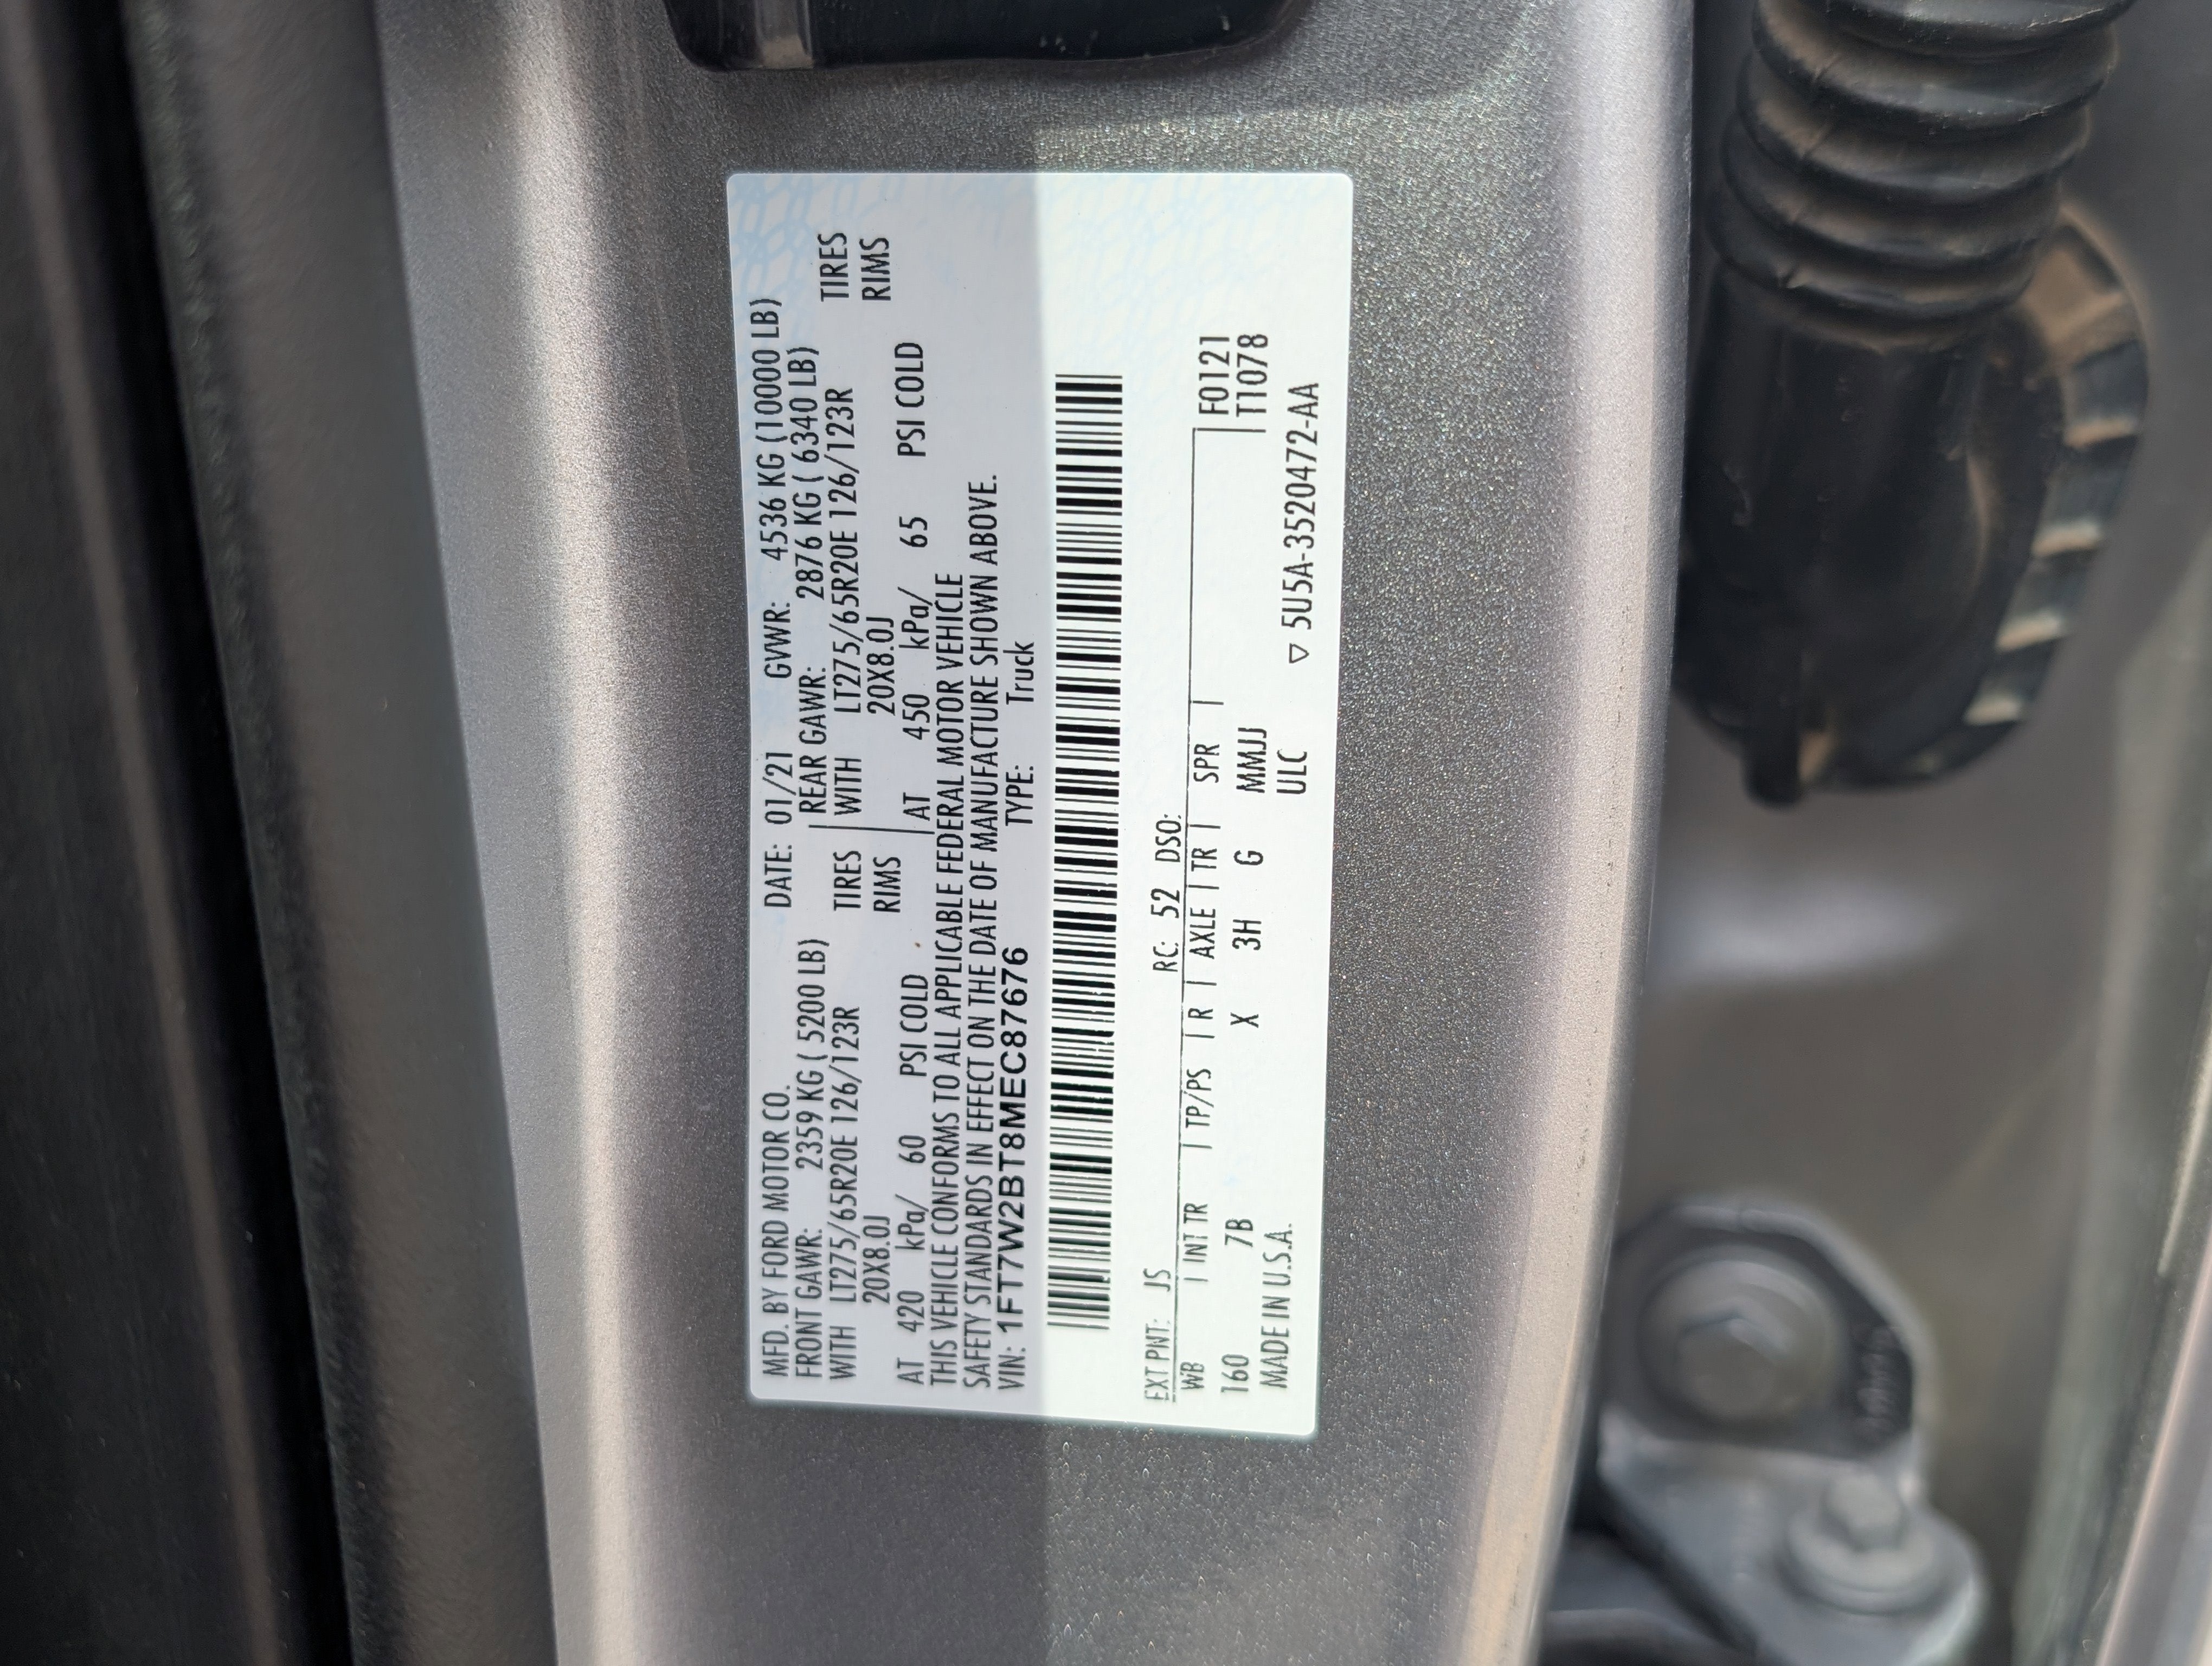 MFD. BY FORD MOTOR CO. DATE: 01/21 GVWR: 4536 KG (10000 LB)
FRONT GAWR: 2359 KG ( 5200 LB) REAR GAWR: 2876 KG ( 6340 LB)
WITH LT275/65R20E 126/123R TIRES WITH LT275/65R20E 126/123R TIRES
20X8.0J RIMS 20X8.0J RIMS
AT 420 kPa/ 60 PSI COLD AT 450 kPa/ 65 PSI COLD
THIS VEHICLE CONFORMS TO ALL APPLICABLE FEDERAL MOTOR VEHICLE
SAFETY STANDARDS IN EFFECT ON THE DATE OF MANUFACTURE SHOWN ABOVE.
VIN: 1FT7W2BT8MEC87676 TYPE: Truck
EXT PNT: JS RC: 52 DSO:
WB INT TR TP/PS R AXLE TR SPR F0121
160 7B X 3H G MMJJ T1078
MADE IN U.S.A. ULC ▽ 5U5A-3520472-AA